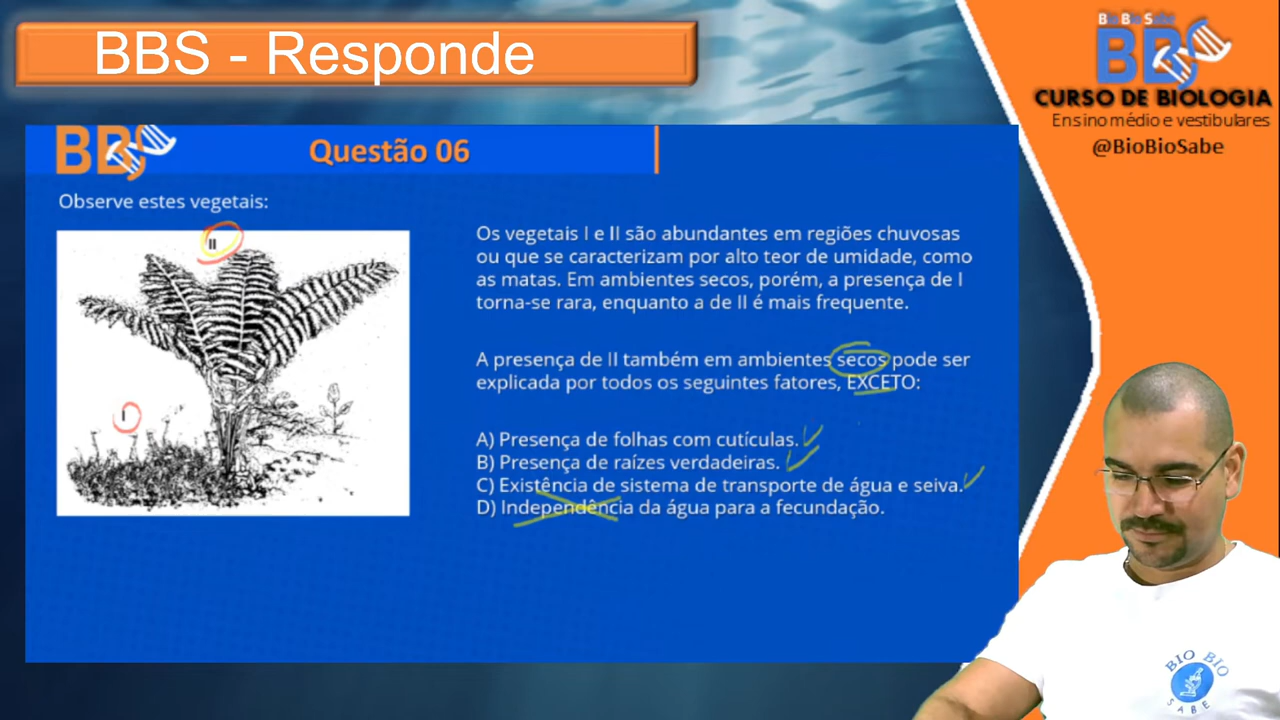 BBS - Responde
Bio Bio Sabe
BBS
CURSO DE BIOLOGIA
Ensino médio e vestibulares
@BioBioSabe
BBS
Questão 06
Observe estes vegetais:
II
I
Os vegetais I e II são abundantes em regiões chuvosas
ou que se caracterizam por alto teor de umidade, como
as matas. Em ambientes secos, porém, a presença de I
torna-se rara, enquanto a de II é mais frequente.
A presença de II também em ambientes secos pode ser
explicada por todos os seguintes fatores, EXCETO:
A) Presença de folhas com cutículas.
B) Presença de raízes verdadeiras.
C) Existência de sistema de transporte de água e seiva.
D) Independência da água para a fecundação.
BIO BIO
SABE